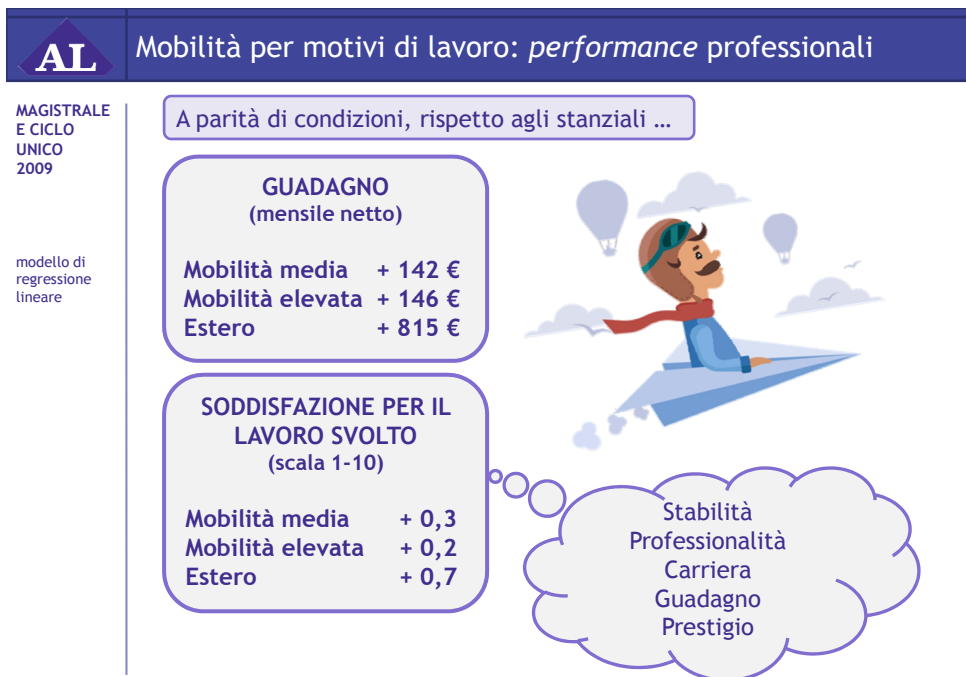 AL
Mobilità per motivi di lavoro: performance professionali
MAGISTRALE
E CICLO
UNICO
2009
modello di
regressione
lineare
A parità di condizioni, rispetto agli stanziali …
GUADAGNO
(mensile netto)
Mobilità media + 142 €
Mobilità elevata + 146 €
Estero + 815 €
SODDISFAZIONE PER IL
LAVORO SVOLTO
(scala 1-10)
Mobilità media + 0,3
Mobilità elevata + 0,2
Estero + 0,7
Stabilità
Professionalità
Carriera
Guadagno
Prestigio